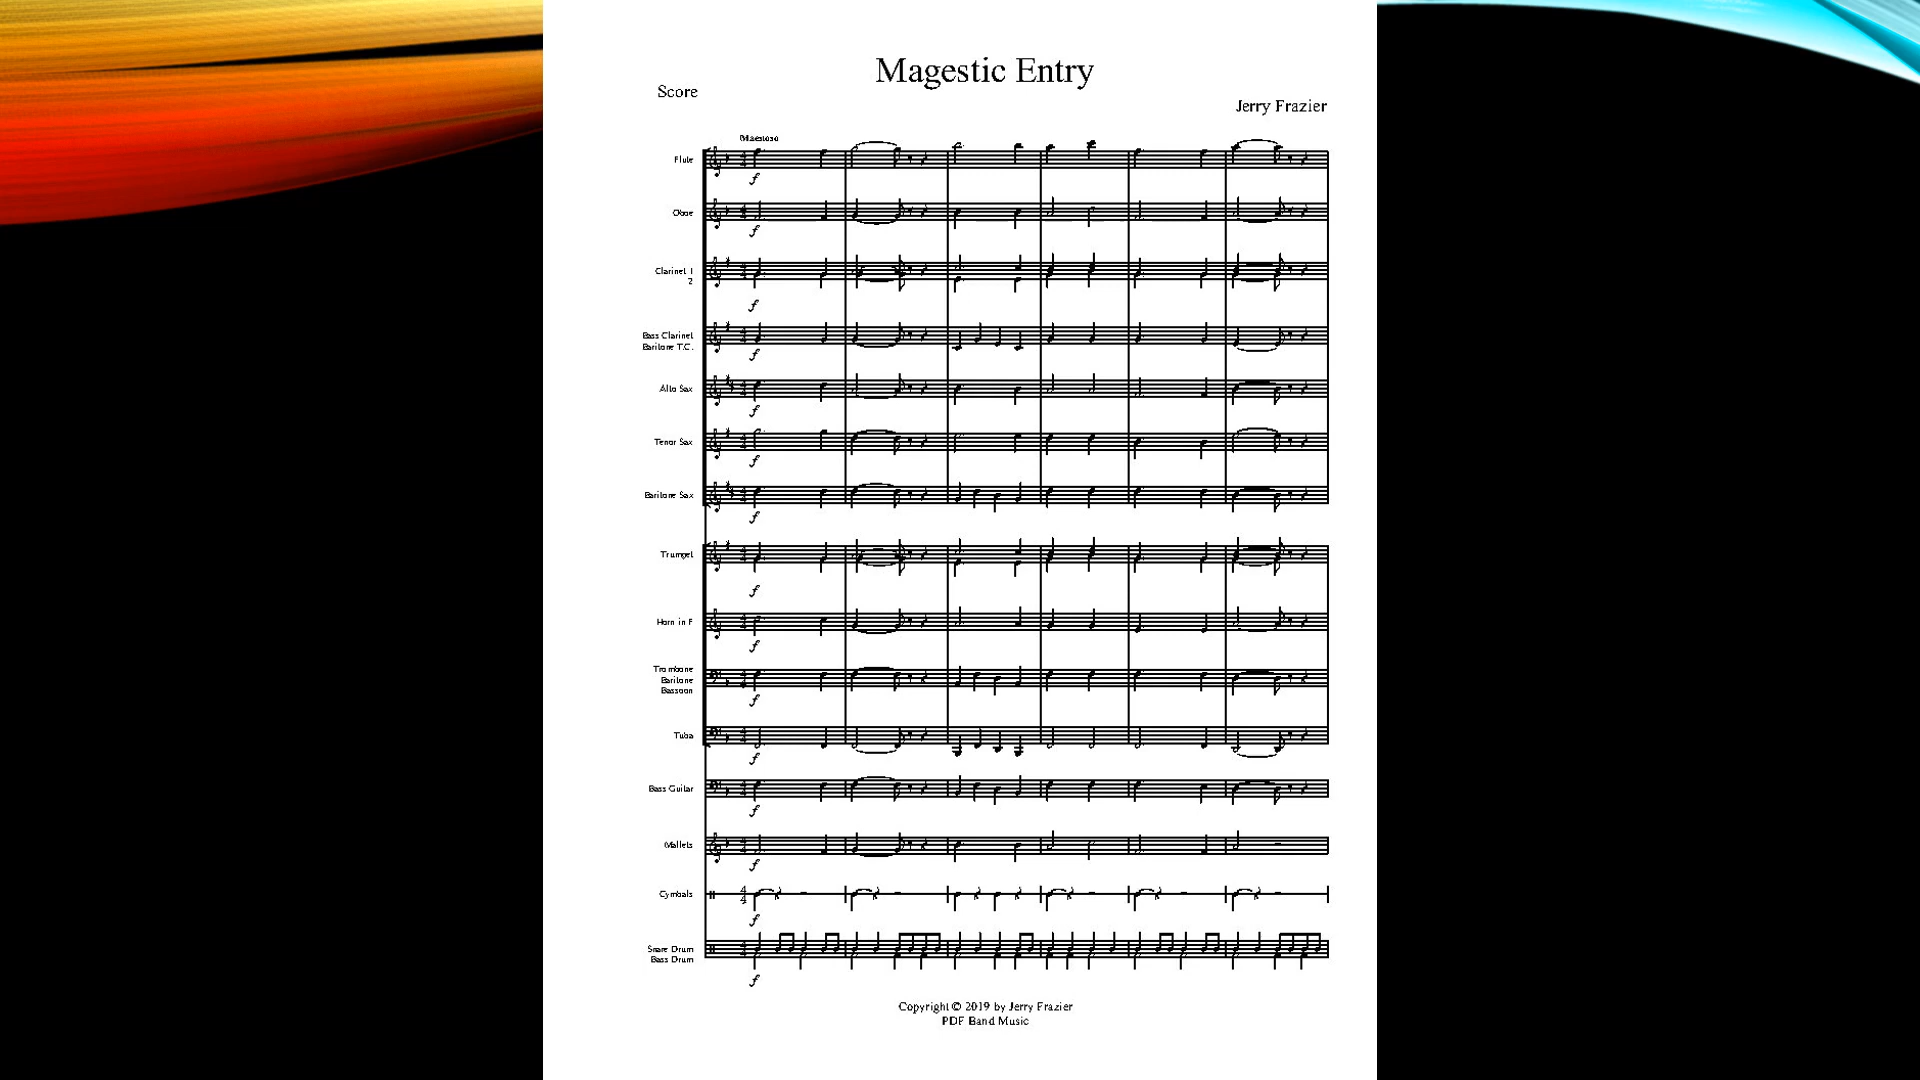 Magestic Entry
Score
Jerry Frazier
Maestoso
Flute
f
Oboe
f
Clarinet 1
2
f
Bass Clarinet
Baritone T.C.
f
Alto Sax
f
Tenor Sax
f
Baritone Sax
f
Trumpet
f
Horn in F
f
Trombone
Baritone
Bassoon
f
Tuba
f
Bass Guitar
f
Mallets
f
Cymbals
f
Snare Drum
Bass Drum
f
Copyright © 2019 by Jerry Frazier
PDF Band Music